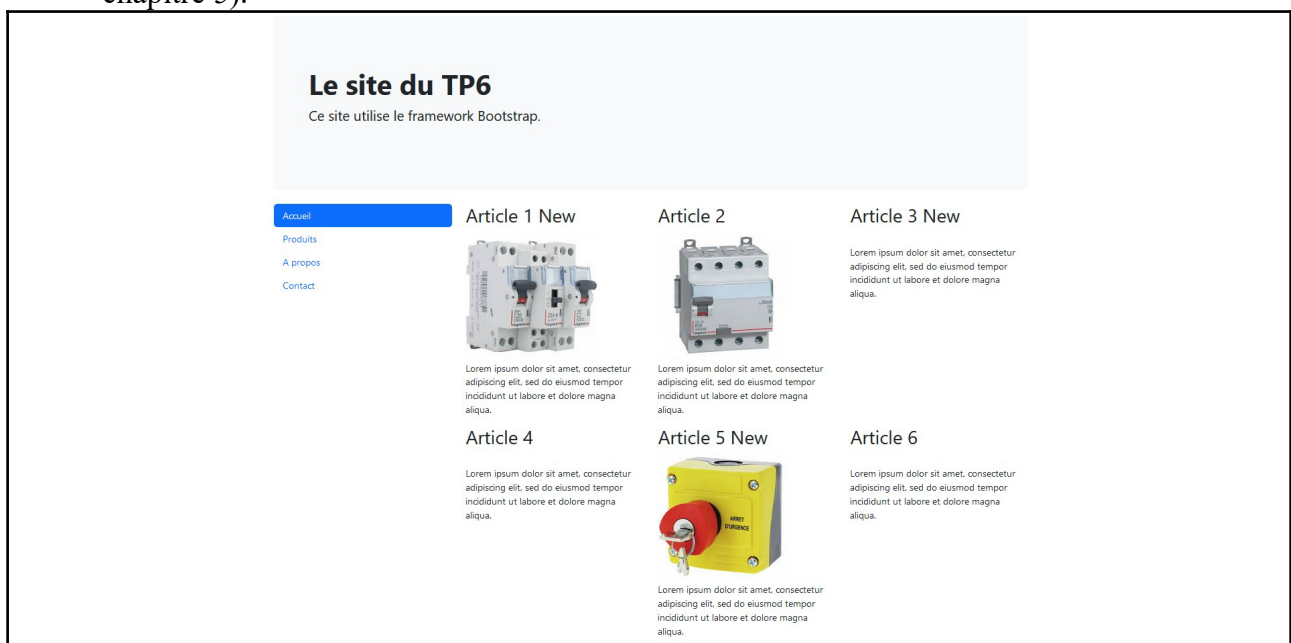 chapitre 5).
Le site du TP6
Ce site utilise le framework Bootstrap.
Accueil
Produits
A propos
Contact
Article 1 New
Lorem ipsum dolor sit amet, consectetur
adipiscing elit, sed do eiusmod tempor
incididunt ut labore et dolore magna
aliqua.
Article 2
Lorem ipsum dolor sit amet, consectetur
adipiscing elit, sed do eiusmod tempor
incididunt ut labore et dolore magna
aliqua.
Article 3 New
Lorem ipsum dolor sit amet, consectetur
adipiscing elit, sed do eiusmod tempor
incididunt ut labore et dolore magna
aliqua.
Article 4
Lorem ipsum dolor sit amet, consectetur
adipiscing elit, sed do eiusmod tempor
incididunt ut labore et dolore magna
aliqua.
Article 5 New
ARRET
D'URGENCE
Lorem ipsum dolor sit amet, consectetur
adipiscing elit, sed do eiusmod tempor
incididunt ut labore et dolore magna
aliqua.
Article 6
Lorem ipsum dolor sit amet, consectetur
adipiscing elit, sed do eiusmod tempor
incididunt ut labore et dolore magna
aliqua.